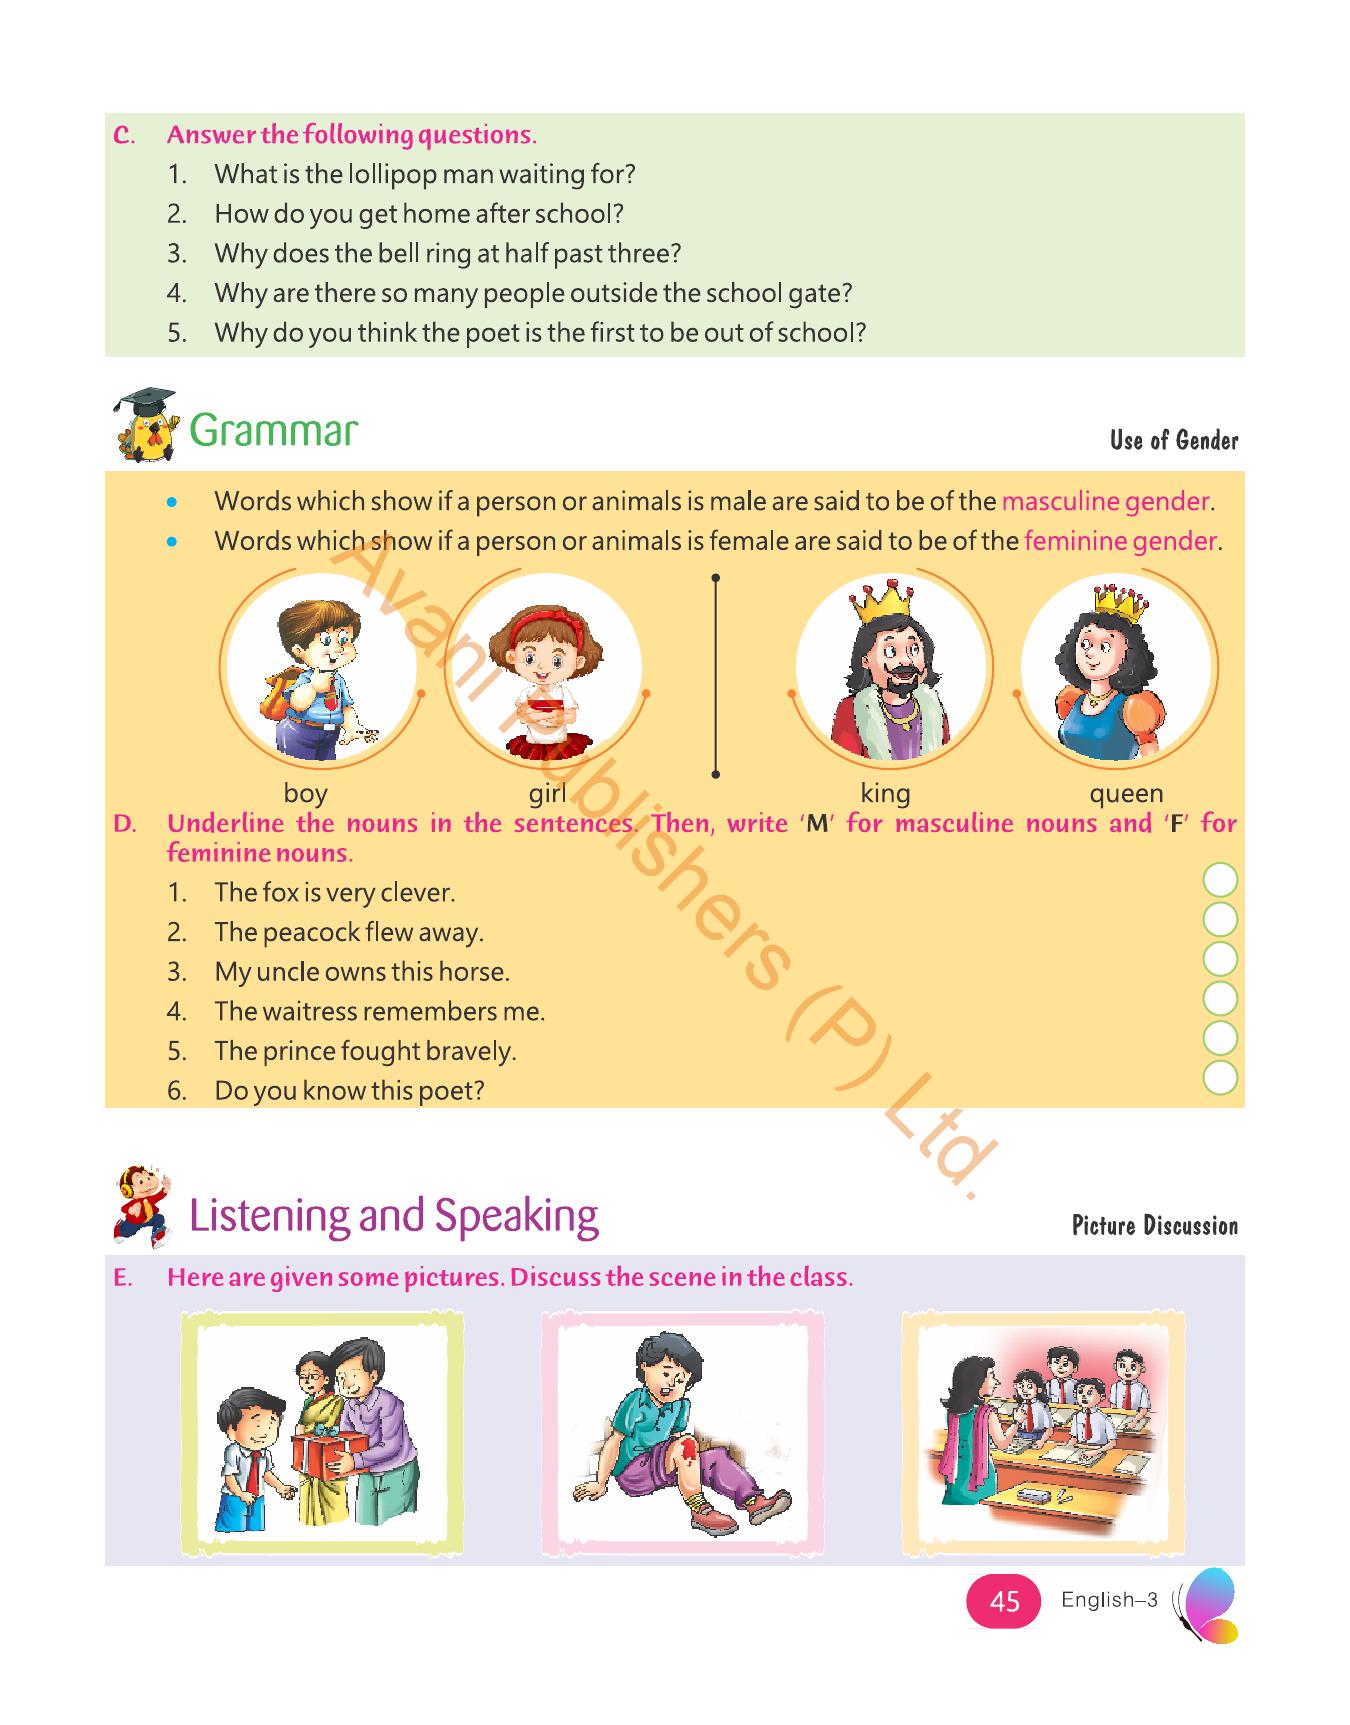 C. Answer the following questions.
1. What is the lollipop man waiting for?
2. How do you get home after school?
3. Why does the bell ring at half past three?
4. Why are there so many people outside the school gate?
5. Why do you think the poet is the first to be out of school?
Grammar
Use of Gender
• Words which show if a person or animals is male are said to be of the masculine gender.
• Words which show if a person or animals is female are said to be of the feminine gender.
boy girl king queen
D. Underline the nouns in the sentences. Then, write ‘M’ for masculine nouns and ‘F’ for
feminine nouns.
1. The fox is very clever.
2. The peacock flew away.
3. My uncle owns this horse.
4. The waitress remembers me.
5. The prince fought bravely.
6. Do you know this poet?
Avani Publishers (P) Ltd.
Listening and Speaking
Picture Discussion
E. Here are given some pictures. Discuss the scene in the class.
45 English–3